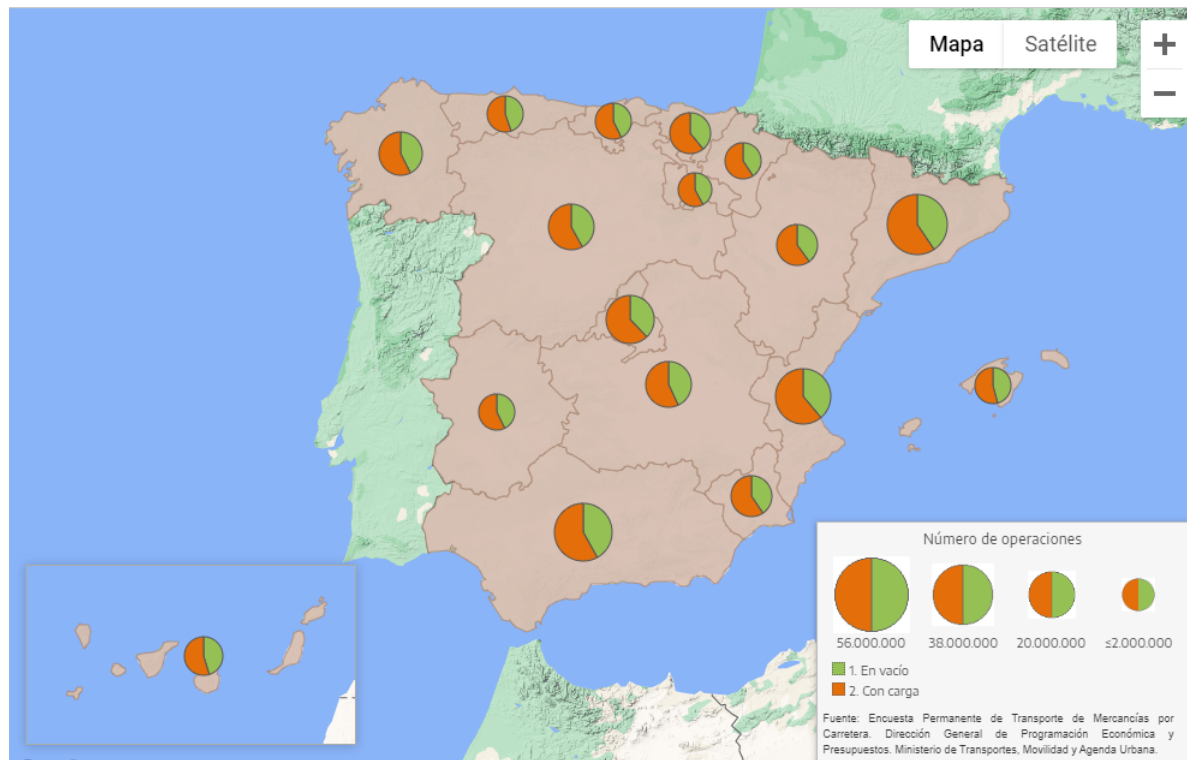 Mapa
Satélite
Número de operaciones
56.000.000
38.000.000
20.000.000
≤2.000.000
1. En vacío
2. Con carga
Fuente: Encuesta Permanente de Transporte de Mercancías por
Carretera. Dirección General de Programación Económica y
Presupuestos. Ministerio de Transportes, Movilidad y Agenda Urbana.